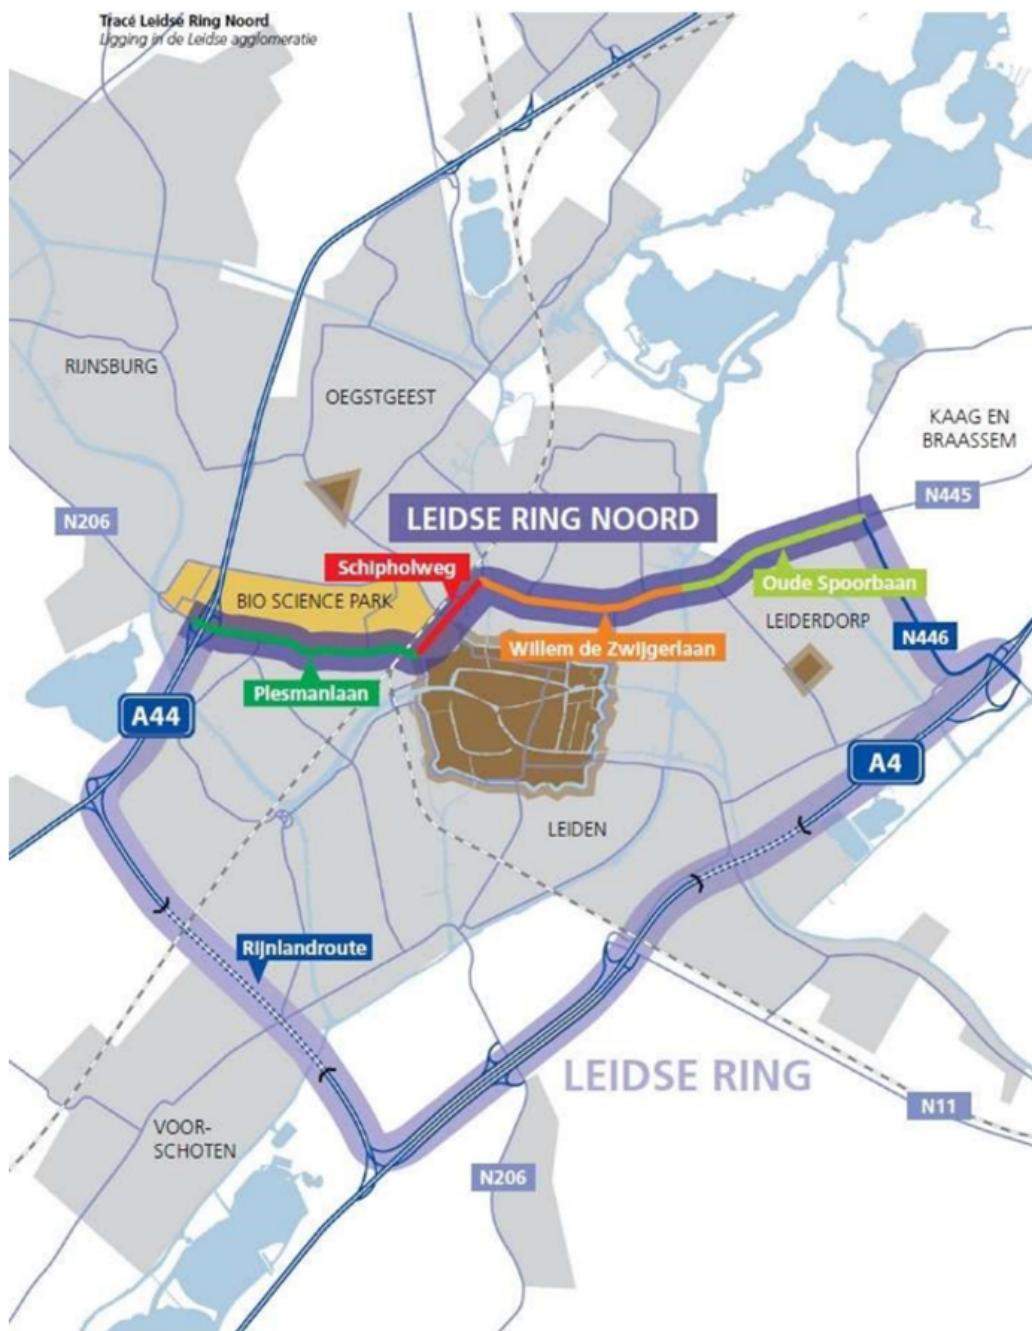 Tracé Leidse Ring Noord
Ligging in de Leidse agglomeratie
RIJNSBURG
OEGSTGEEST
KAAG EN
BRAASSEM
N445
N206
LEIDSE RING NOORD
Schipholweg
BIO SCIENCE PARK
Oude Spoorbaan
LEIDERDORP
N446
Willem de Zwijgerlaan
Plesmanlaan
A44
A4
LEIDEN
Rijnlandroute
LEIDSE RING
N11
VOOR-
SCHOTEN
N206